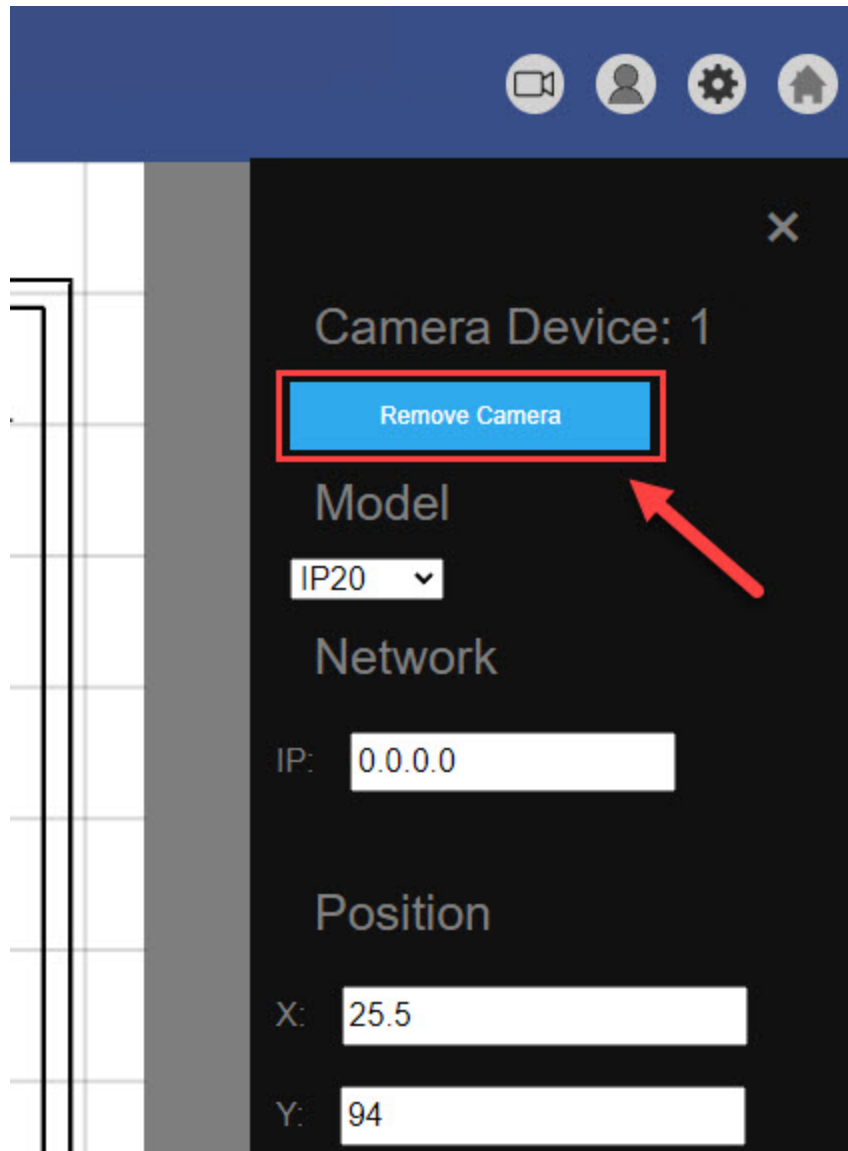 Camera Device: 1
Remove Camera
Model
IP20
Network
IP: 0.0.0.0
Position
X: 25.5
Y: 94